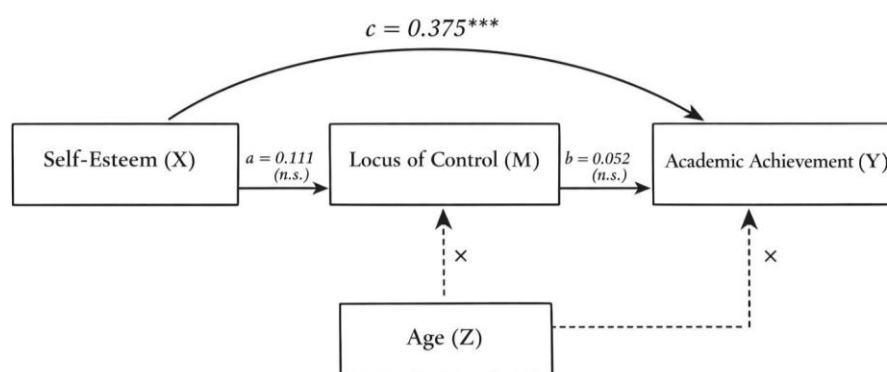 c = 0.375***
Self-Esteem (X)
a = 0.111
(n.s.)
Locus of Control (M)
b = 0.052
(n.s.)
Academic Achievement (Y)
×
×
Age (Z)